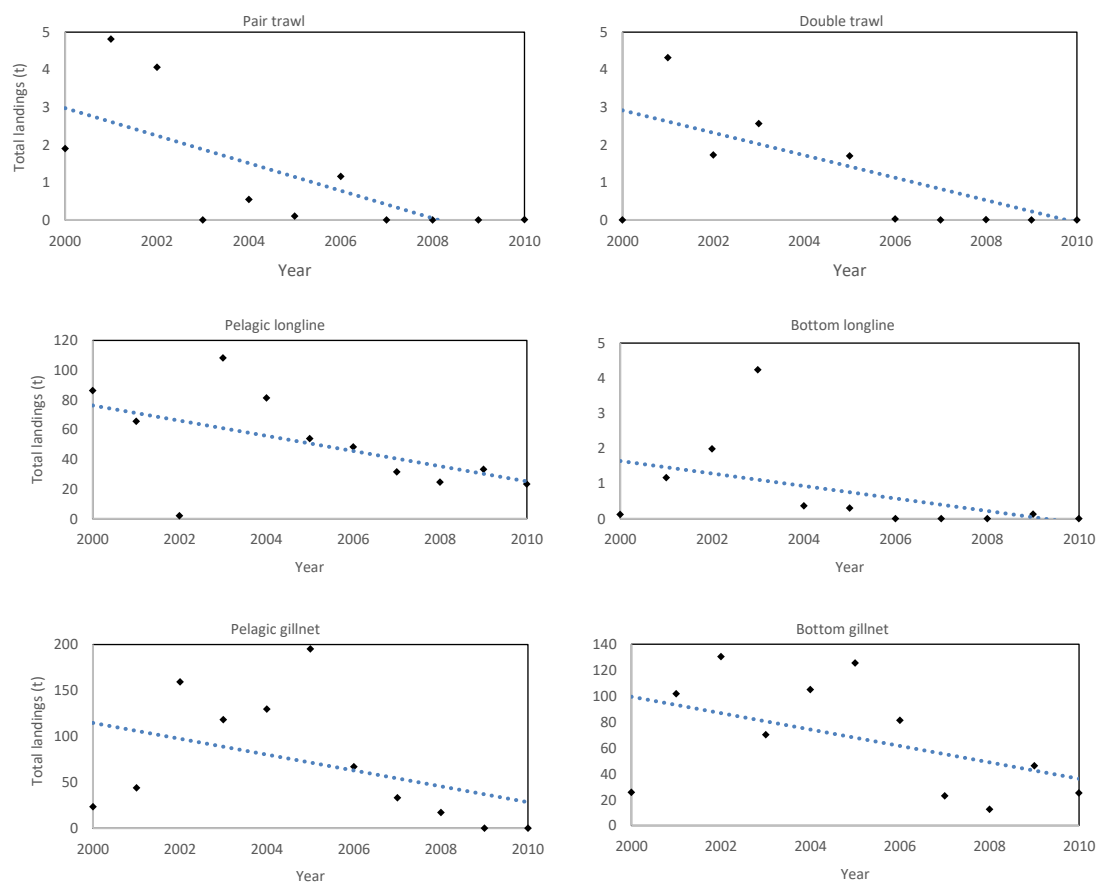 Pair trawl
Total landings (t)
5
4
3
2
1
0
2000 2002 2004 2006 2008 2010
Year
Double trawl
5
4
3
2
1
0
2000 2002 2004 2006 2008 2010
Year
Pelagic longline
Total landings (t)
120
100
80
60
40
20
0
2000 2002 2004 2006 2008 2010
Year
Bottom longline
5
4
3
2
1
0
2000 2002 2004 2006 2008 2010
Year
Pelagic gillnet
Total landings (t)
200
150
100
50
0
2000 2002 2004 2006 2008 2010
Year
Bottom gillnet
140
120
100
80
60
40
20
0
2000 2002 2004 2006 2008 2010
Year